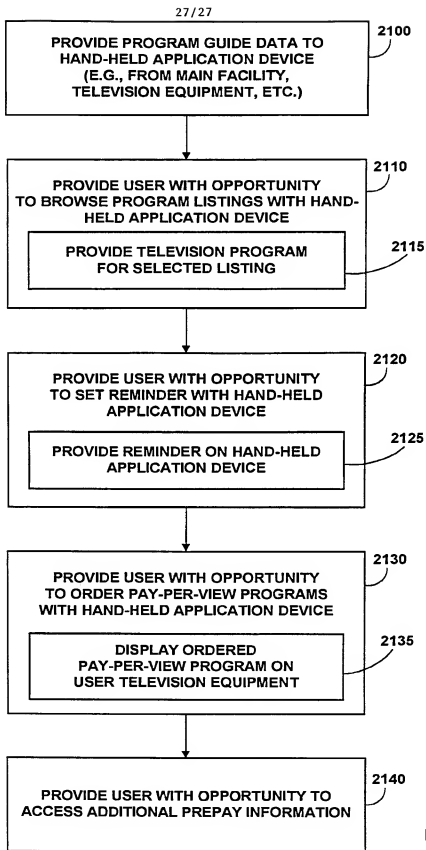 27/27
2100
PROVIDE PROGRAM GUIDE DATA TO
HAND-HELD APPLICATION DEVICE
(E.G., FROM MAIN FACILITY,
TELEVISION EQUIPMENT, ETC.)
2110
PROVIDE USER WITH OPPORTUNITY
TO BROWSE PROGRAM LISTINGS WITH HAND-
HELD APPLICATION DEVICE
2115
PROVIDE TELEVISION PROGRAM
FOR SELECTED LISTING
2120
PROVIDE USER WITH OPPORTUNITY
TO SET REMINDER WITH HAND-HELD
APPLICATION DEVICE
2125
PROVIDE REMINDER ON HAND-HELD
APPLICATION DEVICE
2130
PROVIDE USER WITH OPPORTUNITY
TO ORDER PAY-PER-VIEW PROGRAMS
WITH HAND-HELD APPLICATION DEVICE
2135
DISPLAY ORDERED
PAY-PER-VIEW PROGRAM ON
USER TELEVISION EQUIPMENT
2140
PROVIDE USER WITH OPPORTUNITY TO
ACCESS ADDITIONAL PREPAY INFORMATION